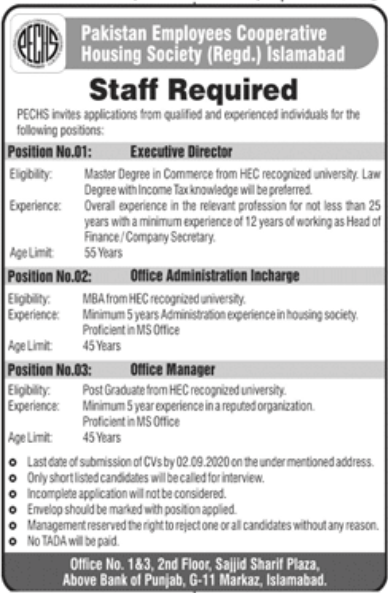 PECHS
Pakistan Employees Cooperative
Housing Society (Regd.) Islamabad
Staff Required
PECHS invites applications from qualified and experienced individuals for the
following positions:
Position No.01: Executive Director
Eligibility: Master Degree in Commerce from HEC recognized university. Law
Degree with Income Tax knowledge will be preferred.
Experience: Overall experience in the relevant profession for not less than 25
years with a minimum experience of 12 years of working as Head of
Finance/Company Secretary.
Age Limit: 55 Years
Position No.02: Office Administration Incharge
Eligibility: MBA from HEC recognized university.
Experience: Minimum 5 years Administration experience in housing society.
Proficient in MS Office
Age Limit: 45 Years
Position No.03: Office Manager
Eligibility: Post Graduate from HEC recognized university.
Experience: Minimum 5 year experience in a reputed organization.
Proficient in MS Office
Age Limit: 45 Years
Last date of submission of CVs by 02.09.2020 on the under mentioned address.
Only short listed candidates will be called for interview.
Incomplete application will not be considered.
Envelop should be marked with position applied.
Management reserved the right to reject one or all candidates without any reason.
No TADA will be paid.
Office No. 1&3, 2nd Floor, Sajjid Sharif Plaza,
Above Bank of Punjab, G-11 Markaz, Islamabad.